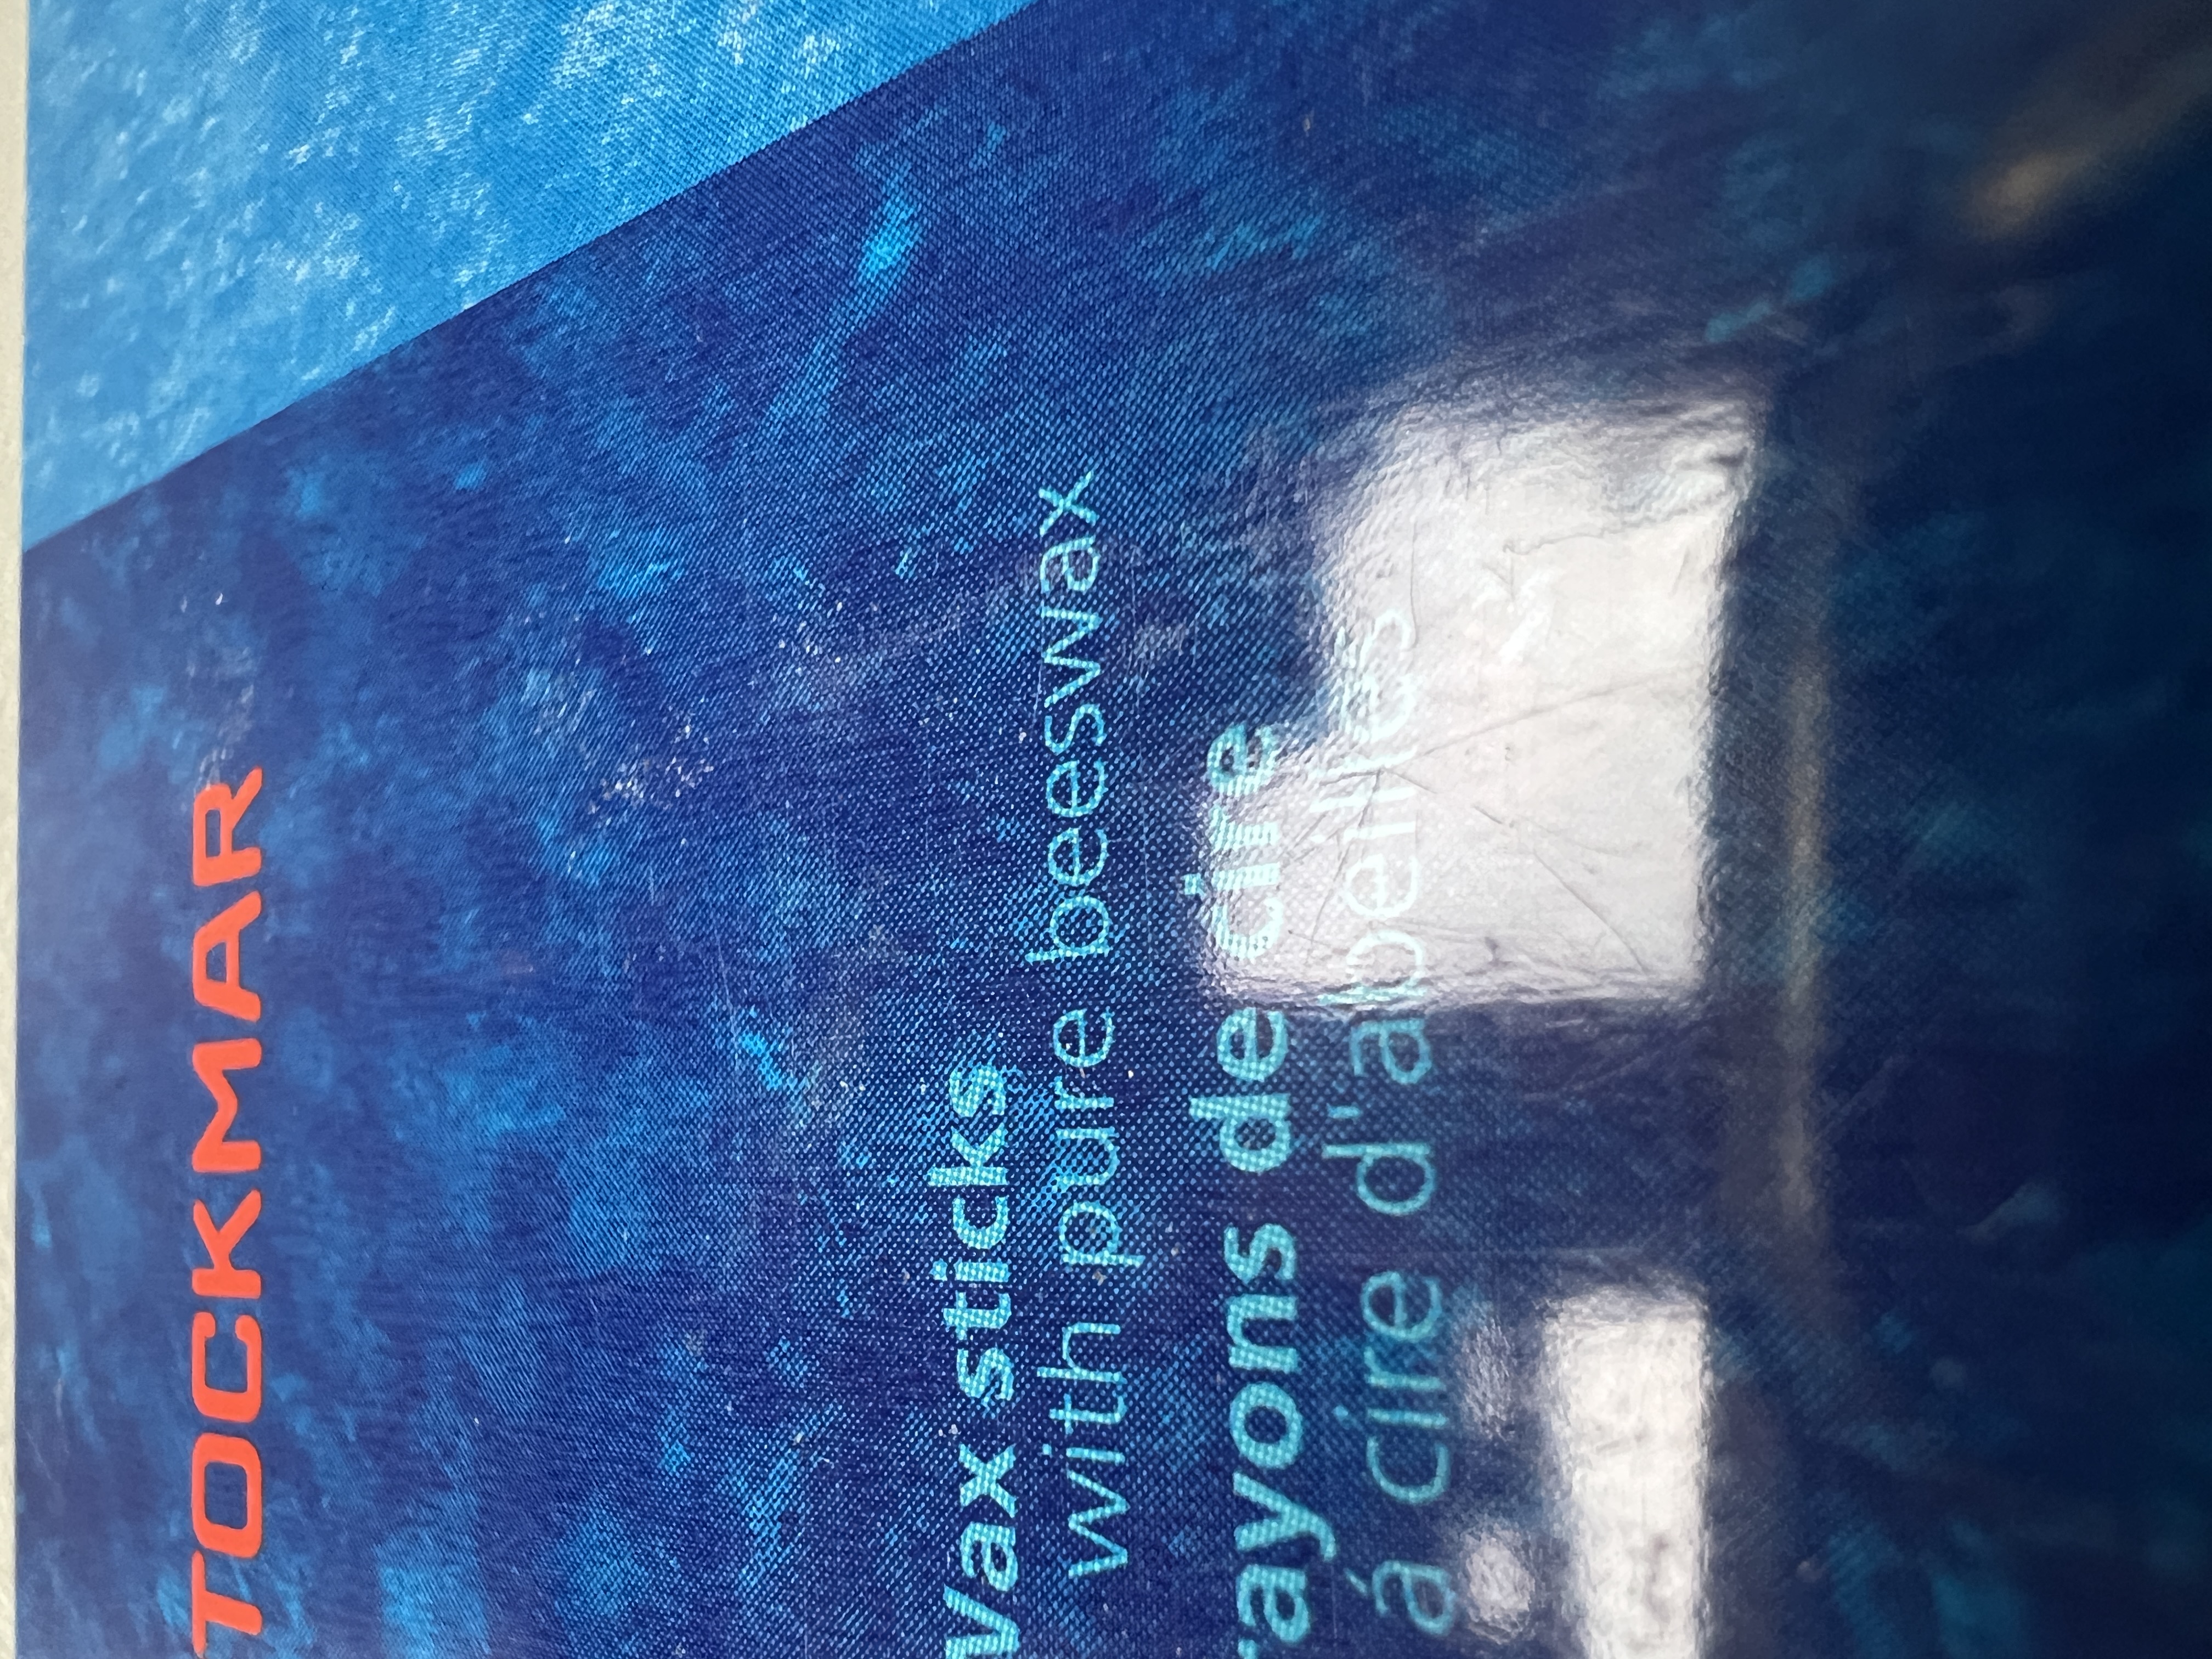 TOCKMAR
Wax sticks
with pure beeswax
rayons de cire
á cire d'abeilles